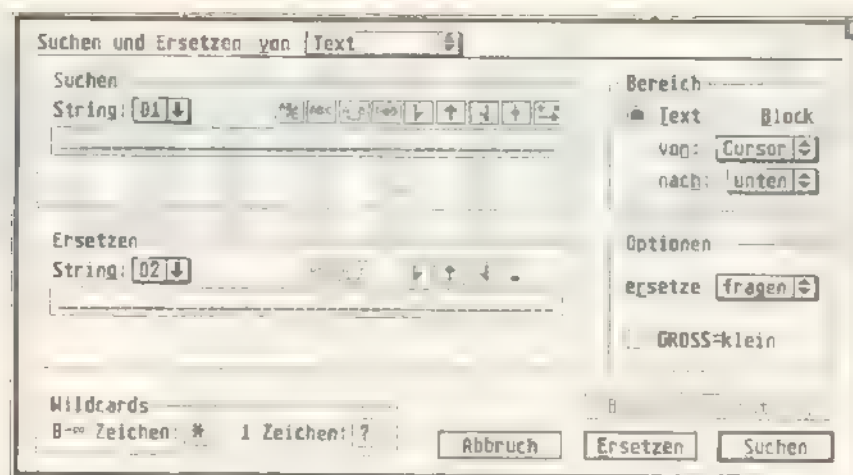 Suchen und Ersetzen von Text
Suchen
String: 01
Bereich
Text Block
von: Cursor
nach: unten
Ersetzen
String: 02
Optionen
ersetze fragen
GROSS=klein
Wildcards
Zeichen: * 1 Zeichen: ?
Abbruch Ersetzen Suchen